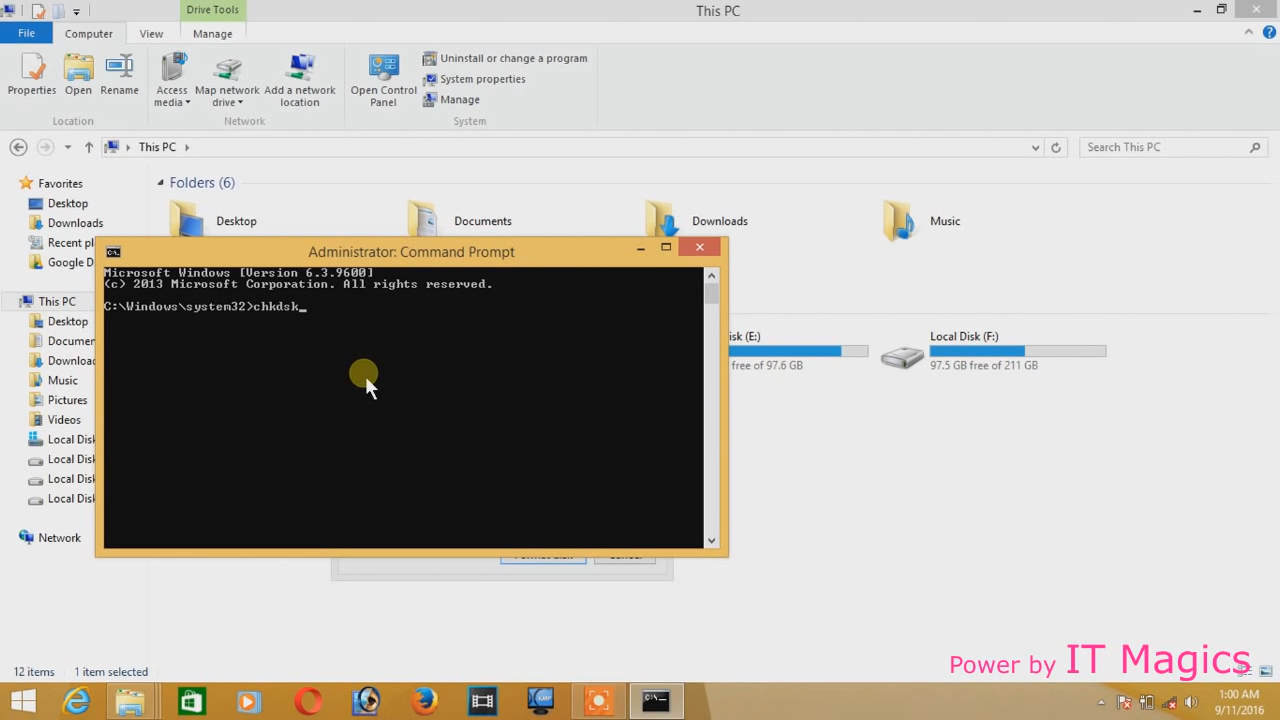 Drive Tools
This PC
File
Computer
View
Manage
Properties
Open
Rename
Access media
Map network drive
Add a network location
Open Control Panel
Uninstall or change a program
System properties
Manage
Location
Network
System
This PC
Search This PC
Favorites
Desktop
Downloads
Recent pl
Google D
This PC
Desktop
Documen
Download
Music
Pictures
Videos
Local Disk
Local Disk
Local Disk
Local Disk
Network
Folders (6)
Desktop
Documents
Downloads
Music
isk (E:)
free of 97.6 GB
Local Disk (F:)
97.5 GB free of 211 GB
Administrator: Command Prompt
Microsoft Windows [Version 6.3.9600]
(c) 2013 Microsoft Corporation. All rights reserved.
C:\Windows\system32>chkdsk_
12 items
1 item selected
Power by IT Magics
1:00 AM
9/11/2016